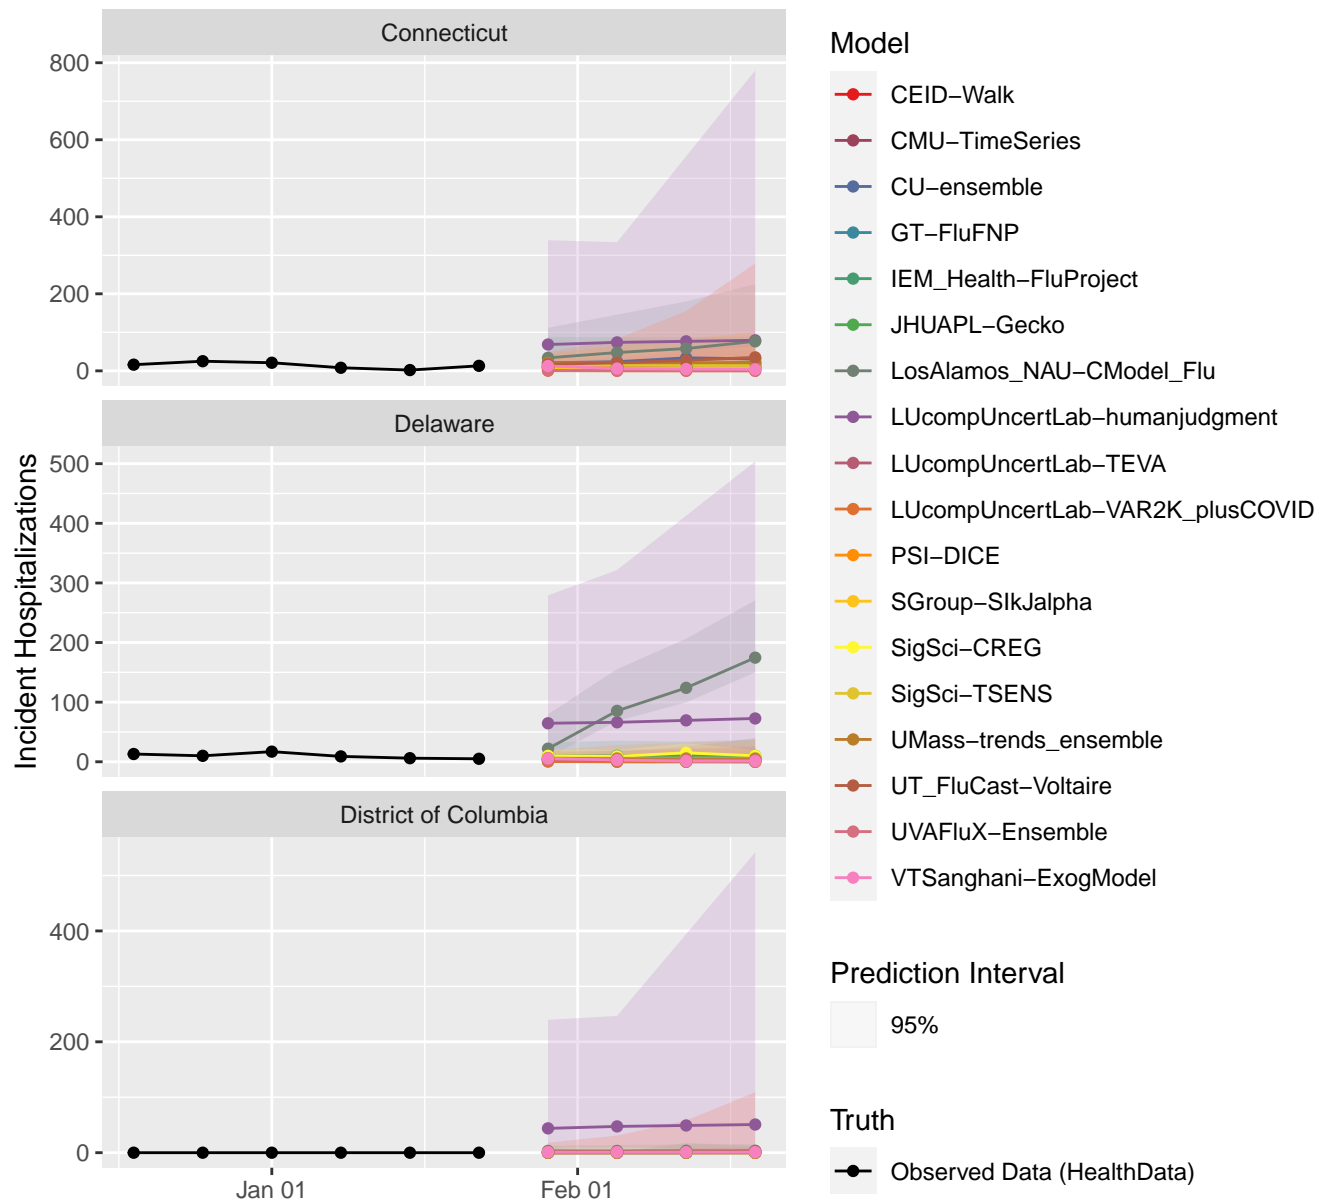 Connecticut
800
600
400
200
0
Delaware
500
400
300
200
100
0
District of Columbia
400
200
0
Jan 01
Feb 01
Incident Hospitalizations
Model
CEID−Walk
CMU−TimeSeries
CU−ensemble
GT−FluFNP
IEM_Health−FluProject
JHUAPL−Gecko
LosAlamos_NAU−CModel_Flu
LUcompUncertLab−humanjudgment
LUcompUncertLab−TEVA
LUcompUncertLab−VAR2K_plusCOVID
PSI−DICE
SGroup−SIkJalpha
SigSci−CREG
SigSci−TSENS
UMass−trends_ensemble
UT_FluCast−Voltaire
UVAFluX−Ensemble
VTSanghani−ExogModel
Prediction Interval
95%
Truth
Observed Data (HealthData)